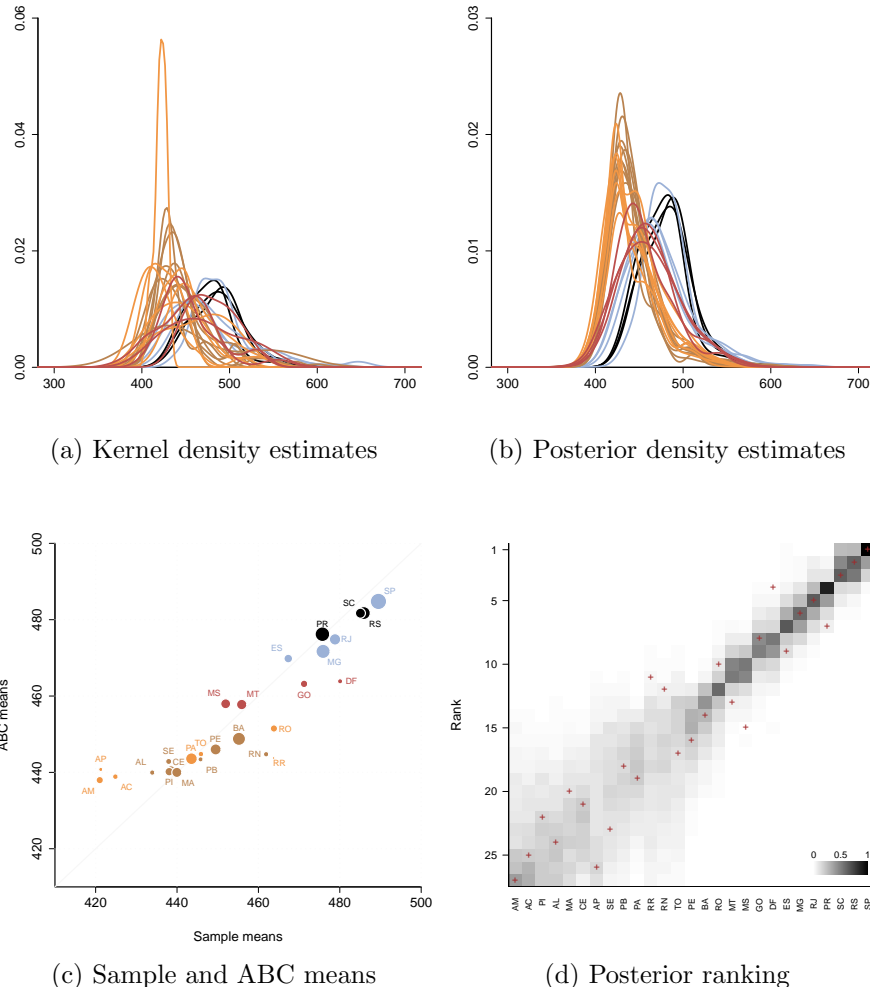 0.06
0.04
0.02
0.00
300 400 500 600 700
(a) Kernel density estimates
0.03
0.02
0.01
0.00
300 400 500 600 700
(b) Posterior density estimates
500
480
460
440
420
ABC means
SP
SC
RS
PR
RJ
ES
MG
DF
GO
MS
MT
RO
BA
PE
TO
PA
RN
RR
SE
CE
PB
AP
AL
AM
AC
PI
MA
420 440 460 480 500
Sample means
(c) Sample and ABC means
1
5
10
15
20
25
Rank
0 0.5 1
AM AC PI AL MA CE AP SE PB PA RR RN TO PE BA RO MT MS GO DF ES MG RJ PR SC RS SP
(d) Posterior ranking